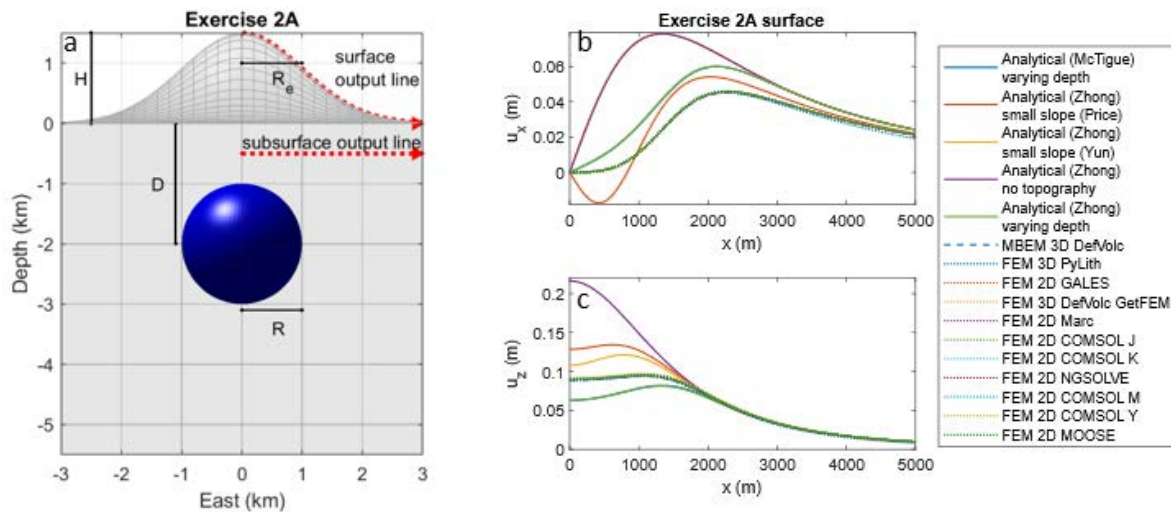 Exercise 2A
a
H
R_e
surface
output line
subsurface output line
D
R
Depth (km)
1
0
-1
-2
-3
-4
-5
-3
-2
-1
0
1
2
3
East (km)
Exercise 2A surface
b
u_x (m)
0.06
0.04
0.02
0
0
1000
2000
3000
4000
5000
x (m)
c
u_z (m)
0.2
0.15
0.1
0.05
0
0
1000
2000
3000
4000
5000
x (m)
Analytical (McTigue)
varying depth
Analytical (Zhong)
small slope (Price)
Analytical (Zhong)
small slope (Yun)
Analytical (Zhong)
no topography
Analytical (Zhong)
varying depth
MBEM 3D DefVolc
FEM 3D PyLith
FEM 2D GALES
FEM 3D DefVolc GetFEM
FEM 2D Marc
FEM 2D COMSOL J
FEM 2D COMSOL K
FEM 2D NGSOLVE
FEM 2D COMSOL M
FEM 2D COMSOL Y
FEM 2D MOOSE